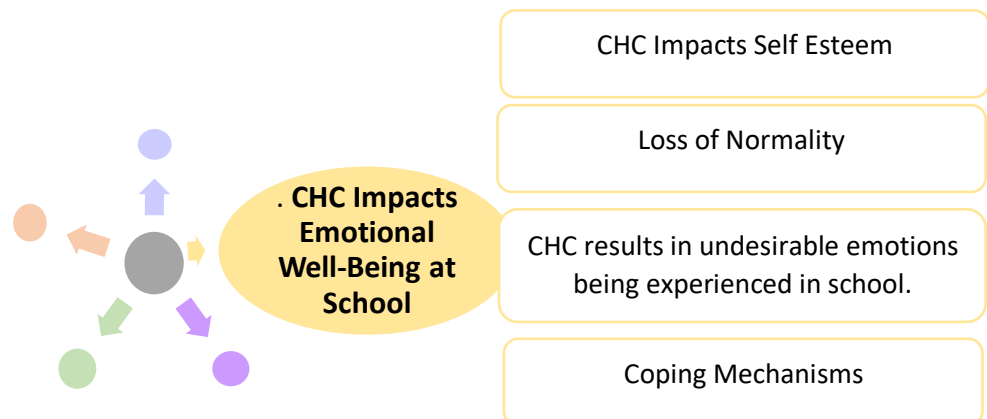 . CHC Impacts
Emotional
Well-Being at
School
CHC Impacts Self Esteem
Loss of Normality
CHC results in undesirable emotions
being experienced in school.
Coping Mechanisms